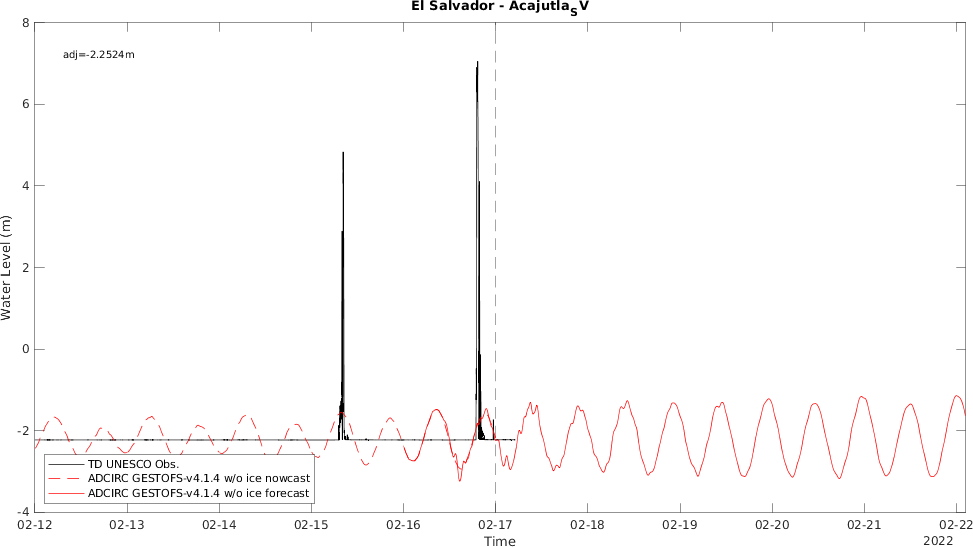 El Salvador - Acajutla_SV
adj=-2.2524m
Water Level (m)
8
6
4
2
0
-2
-4
TD UNESCO Obs.
ADCIRC GESTOFS-v4.1.4 w/o ice nowcast
ADCIRC GESTOFS-v4.1.4 w/o ice forecast
02-12 02-13 02-14 02-15 02-16 02-17 02-18 02-19 02-20 02-21 02-22
Time
2022